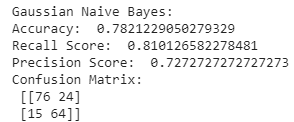 Gaussian Naive Bayes:
Accuracy:  0.7821229050279329
Recall Score:  0.810126582278481
Precision Score:  0.7272727272727273
Confusion Matrix:
 [[76 24]
 [15 64]]